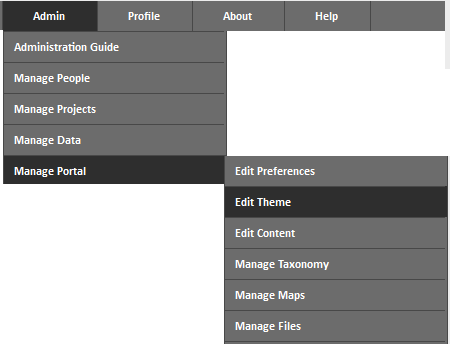 Admin Profile About Help
Administration Guide
Manage People
Manage Projects
Manage Data
Manage Portal
Edit Preferences
Edit Theme
Edit Content
Manage Taxonomy
Manage Maps
Manage Files